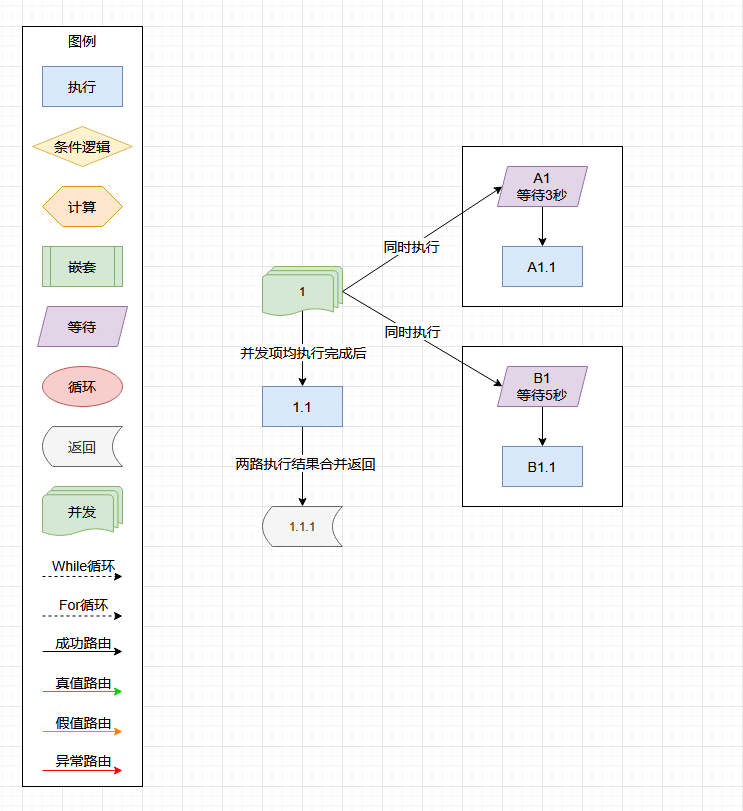 图例
执行
条件逻辑
计算
嵌套
等待
循环
返回
并发
While循环
For循环
成功路由
真值路由
假值路由
异常路由
1
并发项均执行完成后
1.1
两路执行结果合并返回
1.1.1
同时执行
同时执行
A1
等待3秒
A1.1
B1
等待5秒
B1.1